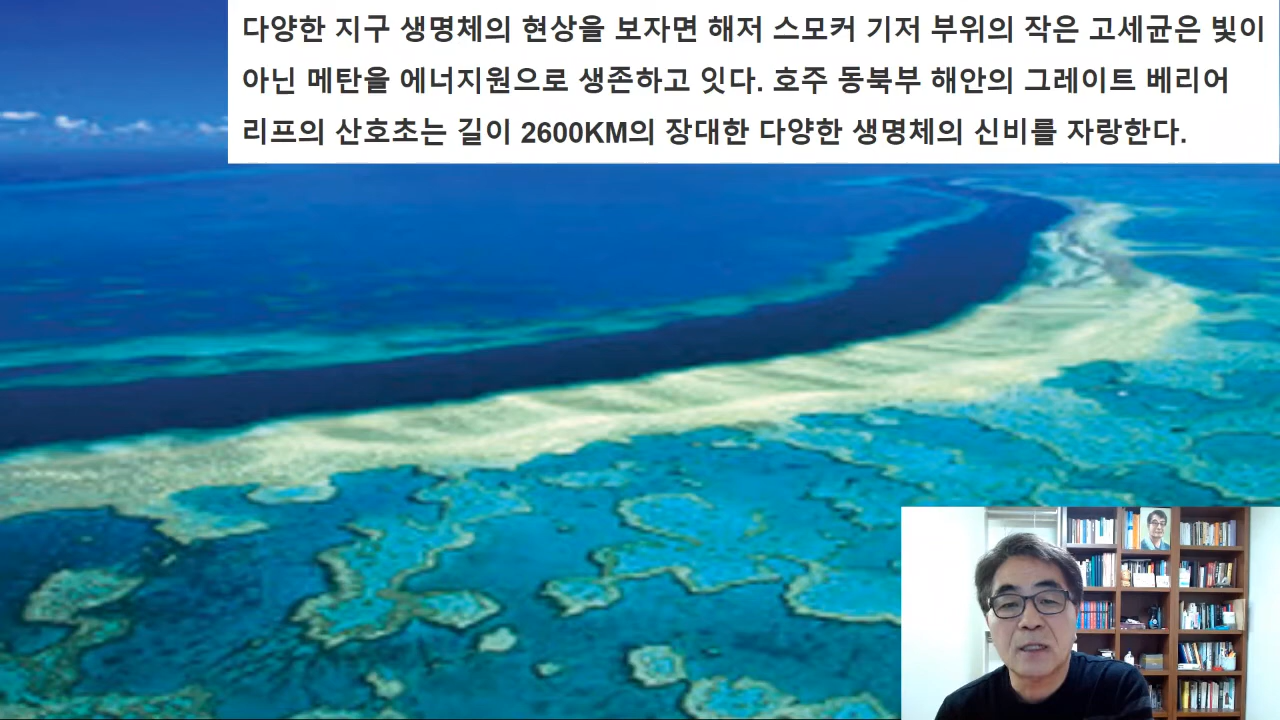 다양한 지구 생명체의 현상을 보자면 해저 스모커 기저 부위의 작은 고세균은 빛이
아닌 메탄을 에너지원으로 생존하고 잇다. 호주 동북부 해안의 그레이트 베리어
리프의 산호초는 길이 2600KM의 장대한 다양한 생명체의 신비를 자랑한다.